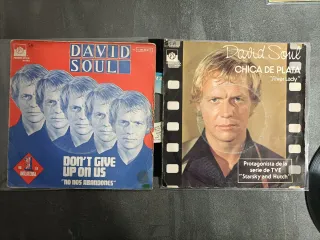 DAVID
SOUL
DON'T GIVE
UP ON US
"NO NOS ABANDONES"
David Soul
CHICA DE PLATA
"Silver Lady"
Protagonista de la
serie de TVE
"Starsky and Hutch"